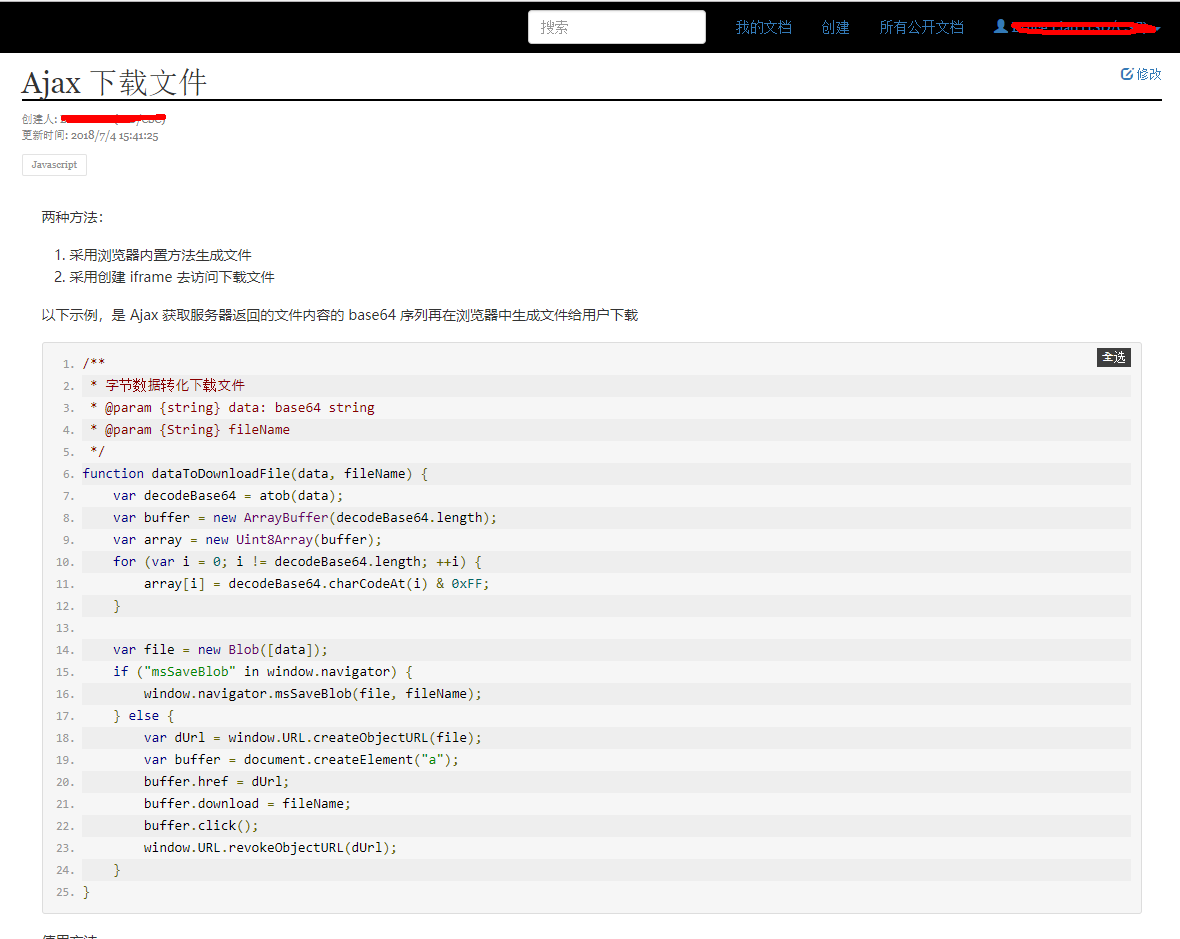 搜索 我的文档 创建 所有公开文档
Ajax 下载文件 修改
创建人:
更新时间: 2018/7/4 15:41:25
Javascript
两种方法：
1. 采用浏览器内置方法生成文件
2. 采用创建 iframe 去访问下载文件
以下示例，是 Ajax 获取服务器返回的文件内容的 base64 序列再在浏览器中生成文件给用户下载
全选
1. /**
2. * 字节数据转化下载文件
3. * @param {string} data: base64 string
4. * @param {String} fileName
5. */
6. function dataToDownloadFile(data, fileName) {
7. var decodeBase64 = atob(data);
8. var buffer = new ArrayBuffer(decodeBase64.length);
9. var array = new Uint8Array(buffer);
10. for (var i = 0; i != decodeBase64.length; ++i) {
11. array[i] = decodeBase64.charCodeAt(i) & 0xFF;
12. }
13.
14. var file = new Blob([data]);
15. if ("msSaveBlob" in window.navigator) {
16. window.navigator.msSaveBlob(file, fileName);
17. } else {
18. var dUrl = window.URL.createObjectURL(file);
19. var buffer = document.createElement("a");
20. buffer.href = dUrl;
21. buffer.download = fileName;
22. buffer.click();
23. window.URL.revokeObjectURL(dUrl);
24. }
25. }